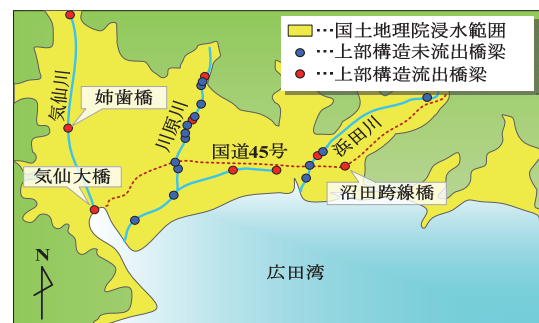 ･･･国土地理院浸水範囲
･･･上部構造未流出橋梁
･･･上部構造流出橋梁
気仙川
姉歯橋
川原川
国道45号
浜田川
気仙大橋
沼田跨線橋
N
広田湾